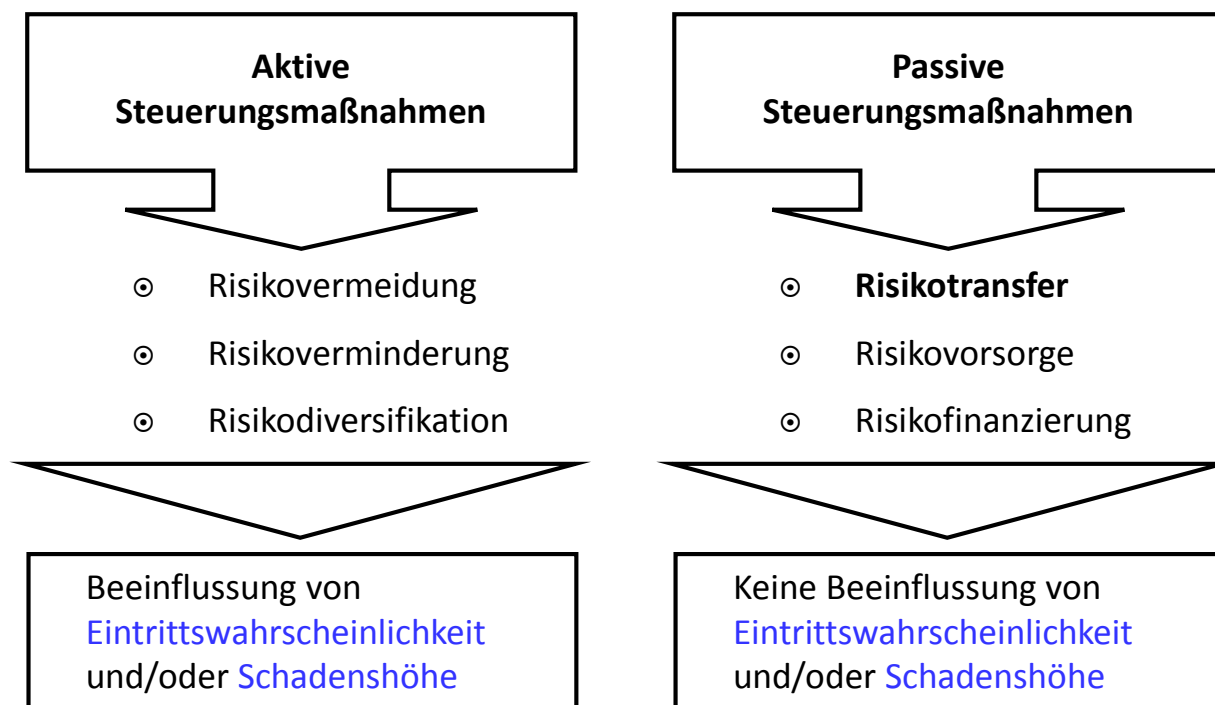 Aktive
Steuerungsmaßnahmen
⊙ Risikovermeidung
⊙ Risikoverminderung
⊙ Risikodiversifikation
Beeinflussung von
Eintrittswahrscheinlichkeit
und/oder Schadenshöhe
Passive
Steuerungsmaßnahmen
⊙ Risikotransfer
⊙ Risikovorsorge
⊙ Risikofinanzierung
Keine Beeinflussung von
Eintrittswahrscheinlichkeit
und/oder Schadenshöhe